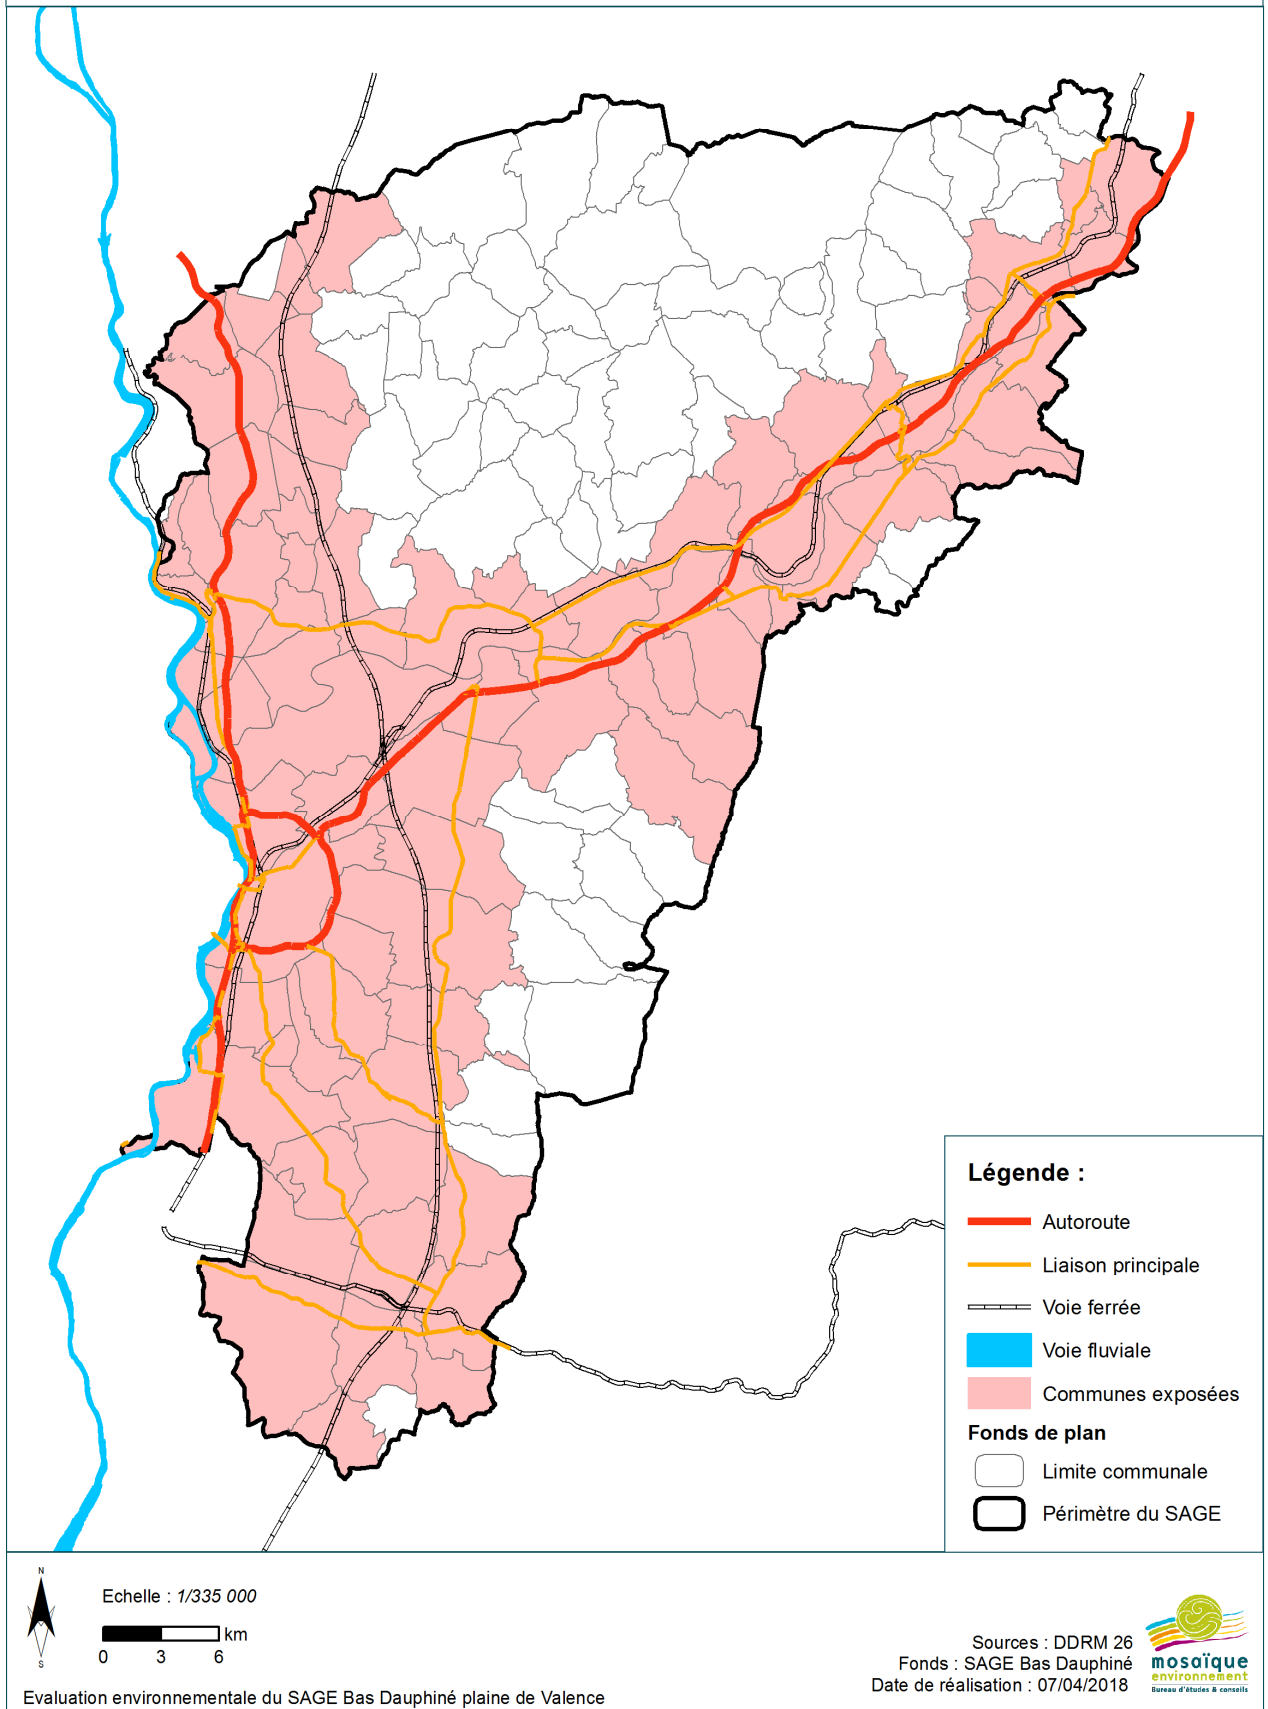 Légende :
Autoroute
Liaison principale
Voie ferrée
Voie fluviale
Communes exposées
Fonds de plan
Limite communale
Périmètre du SAGE
N
S
Echelle : 1/335 000
km
0 3 6
Sources : DDRM 26
Fonds : SAGE Bas Dauphiné
Date de réalisation : 07/04/2018
mosaïque
environnement
Bureau d'études & conseils
Evaluation environnementale du SAGE Bas Dauphiné plaine de Valence